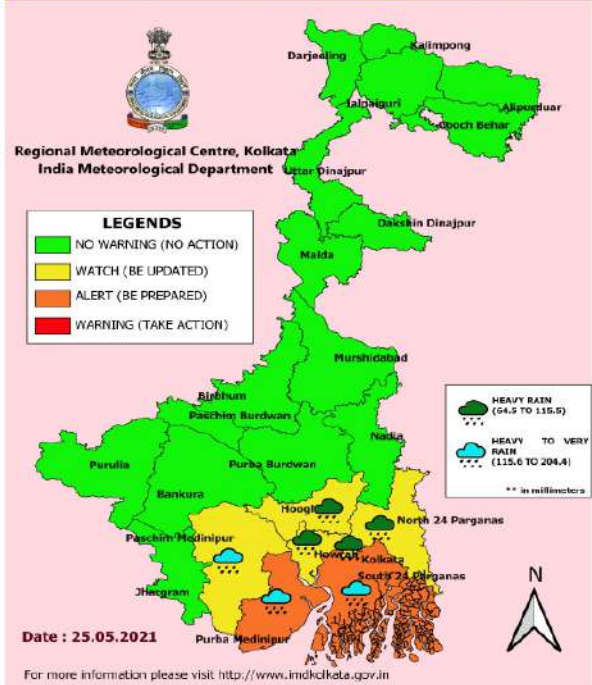 Darjeeling
Kalimpong
Jalpaiguri
Alipurduar
Cooch Behar
Regional Meteorological Centre, Kolkata
India Meteorological Department
Uttar Dinajpur
Dakshin Dinajpur
Malda
LEGENDS
NO WARNING (NO ACTION)
WATCH (BE UPDATED)
ALERT (BE PREPARED)
WARNING (TAKE ACTION)
Murshidabad
Birbhum
Paschim Burdwan
HEAVY RAIN
(64.5 TO 115.5)
HEAVY TO VERY
RAIN
(115.6 TO 204.4)
** in millimeters
Nadia
Purulia
Purba Burdwan
Bankura
Hoogl
North 24 Parganas
Paschim Medinipur
Howrah
Kolkata
South 24 Parganas
Jhargram
Purba Medinipur
N
Date : 25.05.2021
For more information please visit http://www.imdkolkata.gov.in